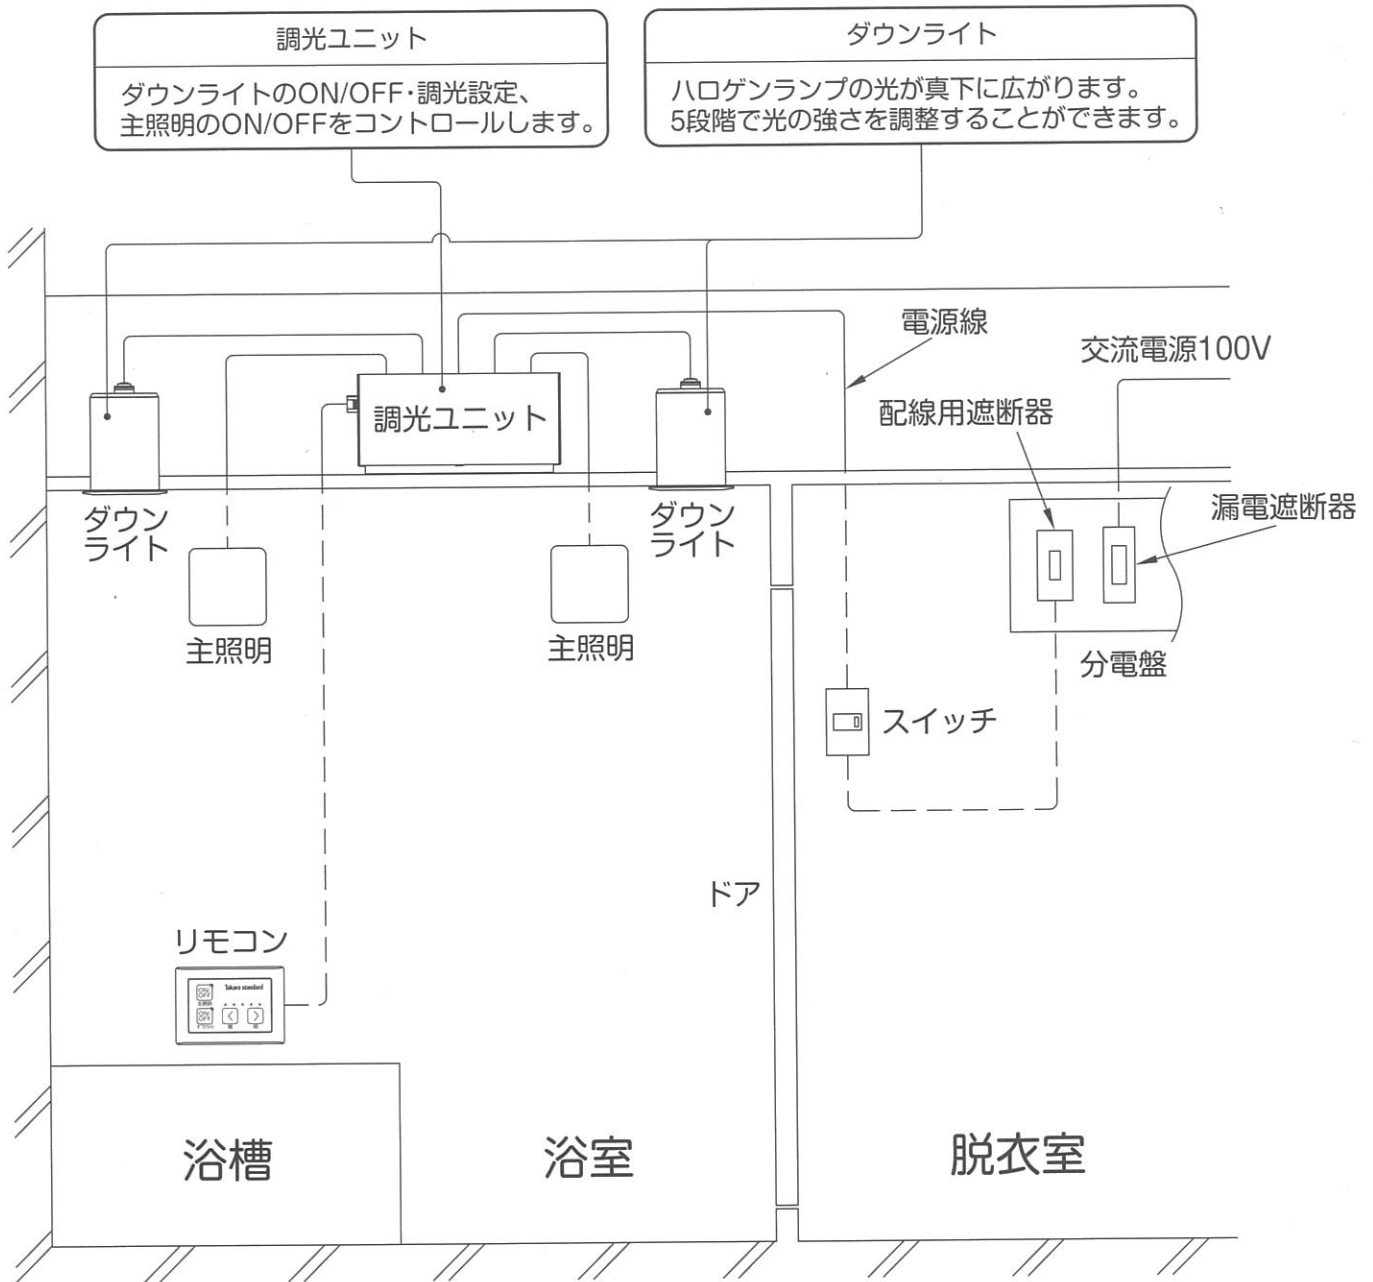 調光ユニット
ダウンライトのON/OFF・調光設定、
主照明のON/OFFをコントロールします。
ダウンライト
ハロゲンランプの光が真下に広がります。
5段階で光の強さを調整することができます。
電源線
交流電源100V
配線用遮断器
調光ユニット
漏電遮断器
ダウン
ライト
ダウン
ライト
主照明
主照明
分電盤
スイッチ
ドア
リモコン
ON/
OFF
Takara standard
主照明
ON/
OFF
浴槽
浴室
脱衣室